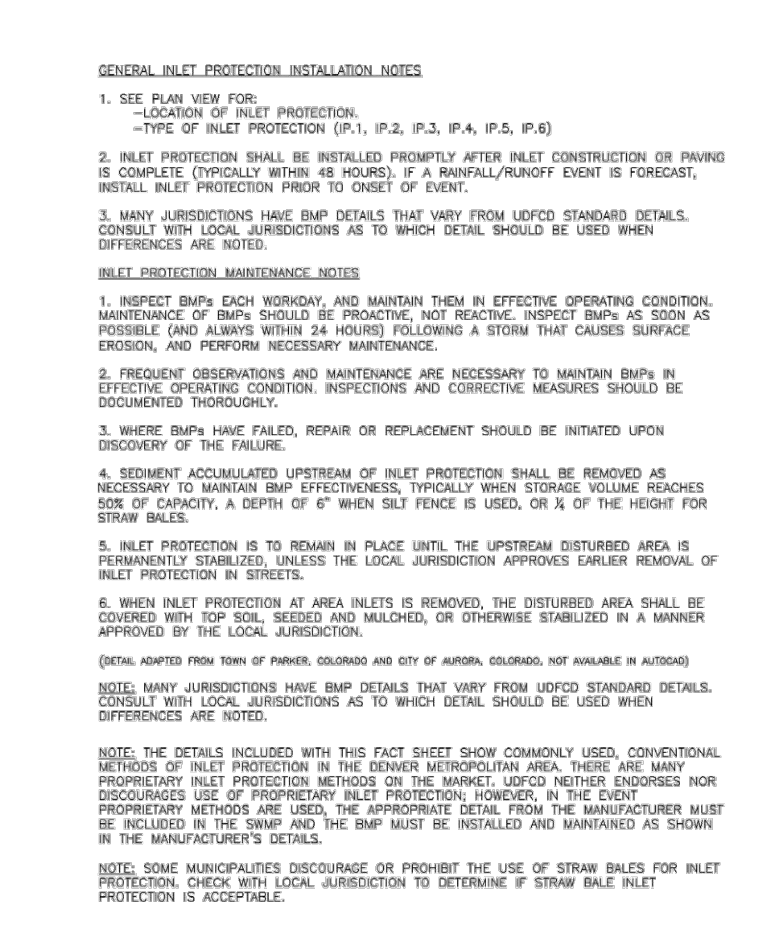 GENERAL INLET PROTECTION INSTALLATION NOTES
1. SEE PLAN VIEW FOR:
-LOCATION OF INLET PROTECTION.
-TYPE OF INLET PROTECTION (IP.1, IP.2, IP.3, IP.4, IP.5, IP.6)
2. INLET PROTECTION SHALL BE INSTALLED PROMPTLY AFTER INLET CONSTRUCTION OR PAVING
IS COMPLETE (TYPICALLY WITHIN 48 HOURS). IF A RAINFALL/RUNOFF EVENT IS FORECAST,
INSTALL INLET PROTECTION PRIOR TO ONSET OF EVENT.
3. MANY JURISDICTIONS HAVE BMP DETAILS THAT VARY FROM UDFCD STANDARD DETAILS.
CONSULT WITH LOCAL JURISDICTIONS AS TO WHICH DETAIL SHOULD BE USED WHEN
DIFFERENCES ARE NOTED.
INLET PROTECTION MAINTENANCE NOTES
1. INSPECT BMPs EACH WORKDAY, AND MAINTAIN THEM IN EFFECTIVE OPERATING CONDITION.
MAINTENANCE OF BMPs SHOULD BE PROACTIVE, NOT REACTIVE. INSPECT BMPs AS SOON AS
POSSIBLE (AND ALWAYS WITHIN 24 HOURS) FOLLOWING A STORM THAT CAUSES SURFACE
EROSION, AND PERFORM NECESSARY MAINTENANCE.
2. FREQUENT OBSERVATIONS AND MAINTENANCE ARE NECESSARY TO MAINTAIN BMPs IN
EFFECTIVE OPERATING CONDITION. INSPECTIONS AND CORRECTIVE MEASURES SHOULD BE
DOCUMENTED THOROUGHLY.
3. WHERE BMPs HAVE FAILED, REPAIR OR REPLACEMENT SHOULD BE INITIATED UPON
DISCOVERY OF THE FAILURE.
4. SEDIMENT ACCUMULATED UPSTREAM OF INLET PROTECTION SHALL BE REMOVED AS
NECESSARY TO MAINTAIN BMP EFFECTIVENESS, TYPICALLY WHEN STORAGE VOLUME REACHES
50% OF CAPACITY, A DEPTH OF 6" WHEN SILT FENCE IS USED, OR ¼ OF THE HEIGHT FOR
STRAW BALES.
5. INLET PROTECTION IS TO REMAIN IN PLACE UNTIL THE UPSTREAM DISTURBED AREA IS
PERMANENTLY STABILIZED, UNLESS THE LOCAL JURISDICTION APPROVES EARLIER REMOVAL OF
INLET PROTECTION IN STREETS.
6. WHEN INLET PROTECTION AT AREA INLETS IS REMOVED, THE DISTURBED AREA SHALL BE
COVERED WITH TOP SOIL, SEEDED AND MULCHED, OR OTHERWISE STABILIZED IN A MANNER
APPROVED BY THE LOCAL JURISDICTION.
(DETAIL ADAPTED FROM TOWN OF PARKER, COLORADO AND CITY OF AURORA, COLORADO, NOT AVAILABLE IN AUTOCAD)
NOTE: MANY JURISDICTIONS HAVE BMP DETAILS THAT VARY FROM UDFCD STANDARD DETAILS.
CONSULT WITH LOCAL JURISDICTIONS AS TO WHICH DETAIL SHOULD BE USED WHEN
DIFFERENCES ARE NOTED.
NOTE: THE DETAILS INCLUDED WITH THIS FACT SHEET SHOW COMMONLY USED, CONVENTIONAL
METHODS OF INLET PROTECTION IN THE DENVER METROPOLITAN AREA. THERE ARE MANY
PROPRIETARY INLET PROTECTION METHODS ON THE MARKET. UDFCD NEITHER ENDORSES NOR
DISCOURAGES USE OF PROPRIETARY INLET PROTECTION; HOWEVER, IN THE EVENT
PROPRIETARY METHODS ARE USED, THE APPROPRIATE DETAIL FROM THE MANUFACTURER MUST
BE INCLUDED IN THE SWMP AND THE BMP MUST BE INSTALLED AND MAINTAINED AS SHOWN
IN THE MANUFACTURER'S DETAILS.
NOTE: SOME MUNICIPALITIES DISCOURAGE OR PROHIBIT THE USE OF STRAW BALES FOR INLET
PROTECTION. CHECK WITH LOCAL JURISDICTION TO DETERMINE IF STRAW BALE INLET
PROTECTION IS ACCEPTABLE.